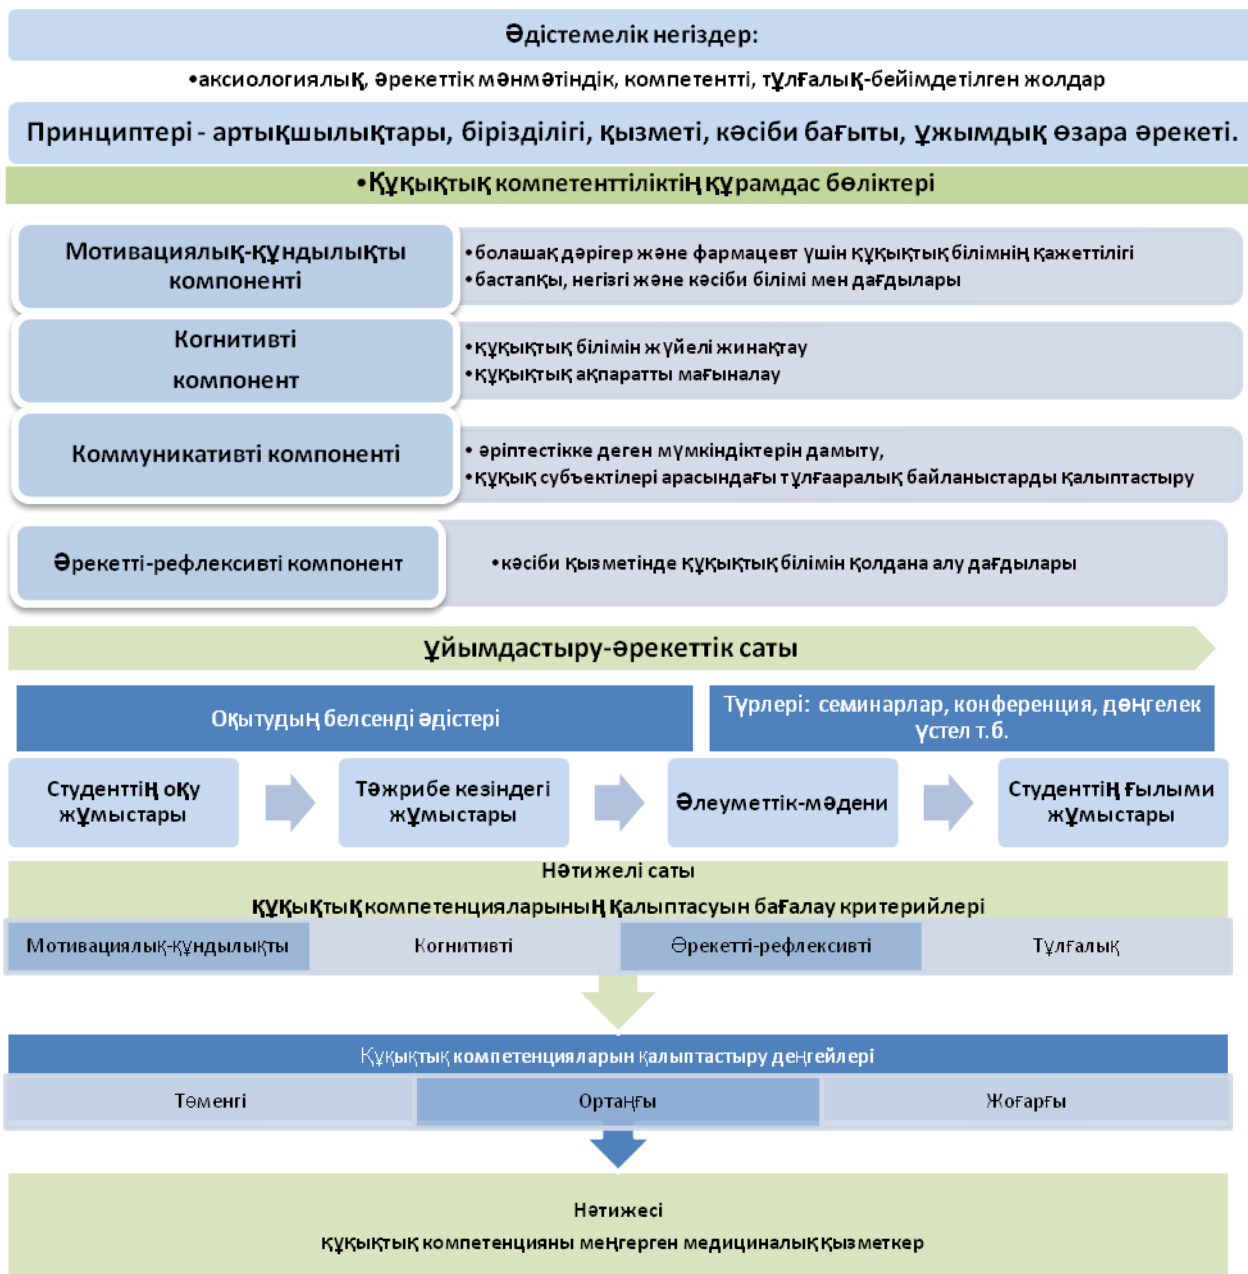 Әдістемелік негіздер:
•аксиологиялық, әрекеттік мәнмәтіндік, компетентті, тұлғалық-бейімдетілген жолдар
Принциптері - артықшылықтары, бірізділігі, қызметі, кәсіби бағыты, ұжымдық өзара әрекеті.
•Құқықтық компетенттіліктің құрамдас бөліктері
Мотивациялық-құндылықты
компоненті
•болашақ дәрігер және фармацевт үшін құқықтық білімнің қажеттілігі
•бастапқы, негізгі және кәсіби білімі мен дағдылары
Когнитивті
компонент
•құқықтық білімін жүйелі жинақтау
•құқықтық ақпаратты мағыналау
Коммуникативті компоненті
• әріптестікке деген мүмкіндіктерін дамыту,
•құқық субъектілері арасындағы тұлғааралық байланыстарды қалыптастыру
Әрекетті-рефлексивті компонент
•кәсіби қызметінде құқықтық білімін қолдана алу дағдылары
Ұйымдастыру-әрекеттік саты
Оқытудың белсенді әдістері
Түрлері: семинарлар, конференция, дөңгелек
үстел т.б.
Студенттің оқу
жұмыстары
Тәжрибе кезіндегі
жұмыстары
Әлеуметтік-мәдени
Студенттің ғылыми
жұмыстары
Нәтижелі саты
құқықтық компетенцияларының қалыптасуын бағалау критерийлері
Мотивациялық-құндылықты
Когнитивті
Әрекетті-рефлексивті
Тұлғалық
Құқықтық компетенцияларын қалыптастыру деңгейлері
Төменгі
Ортаңғы
Жоғарғы
Нәтижесі
құқықтық компетенцияны меңгерген медициналық қызметкер